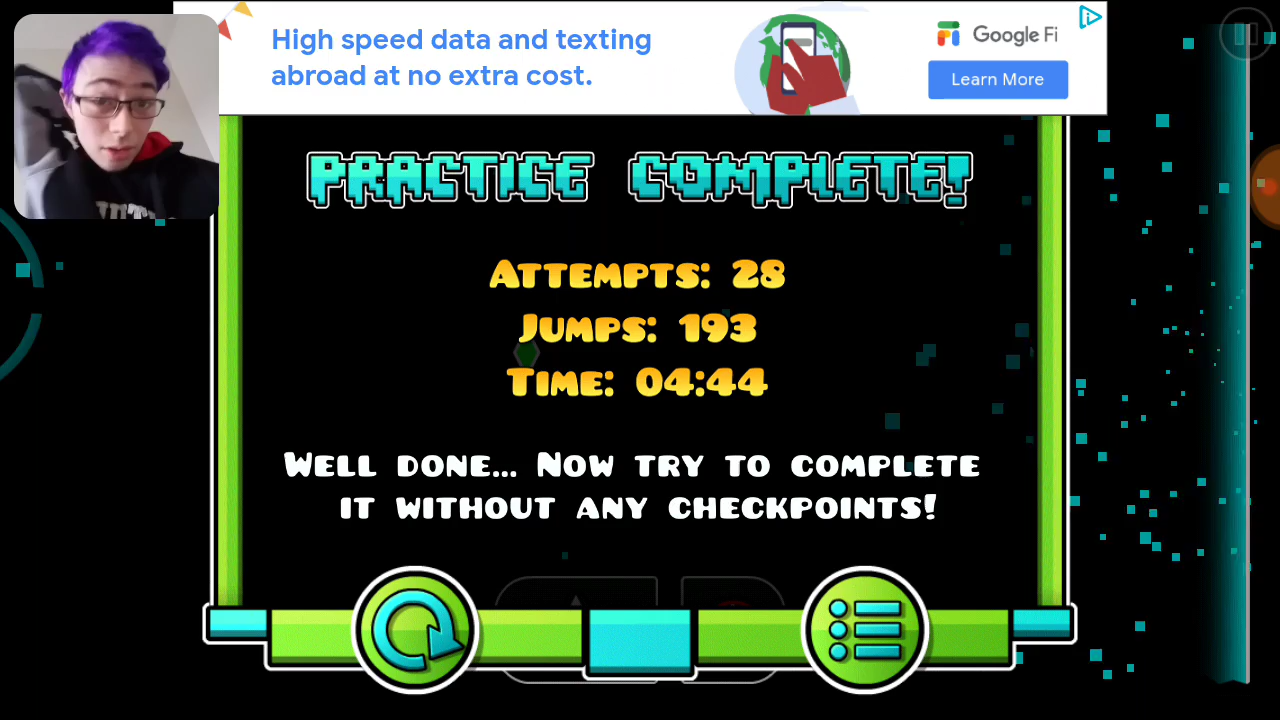 High speed data and texting
abroad at no extra cost.
Google Fi
Learn More
PRACTICE COMPLETE!
ATTEMPTS: 28
JUMPS: 193
TIME: 04:44
WELL DONE... NOW TRY TO COMPLETE
IT WITHOUT ANY CHECKPOINTS!